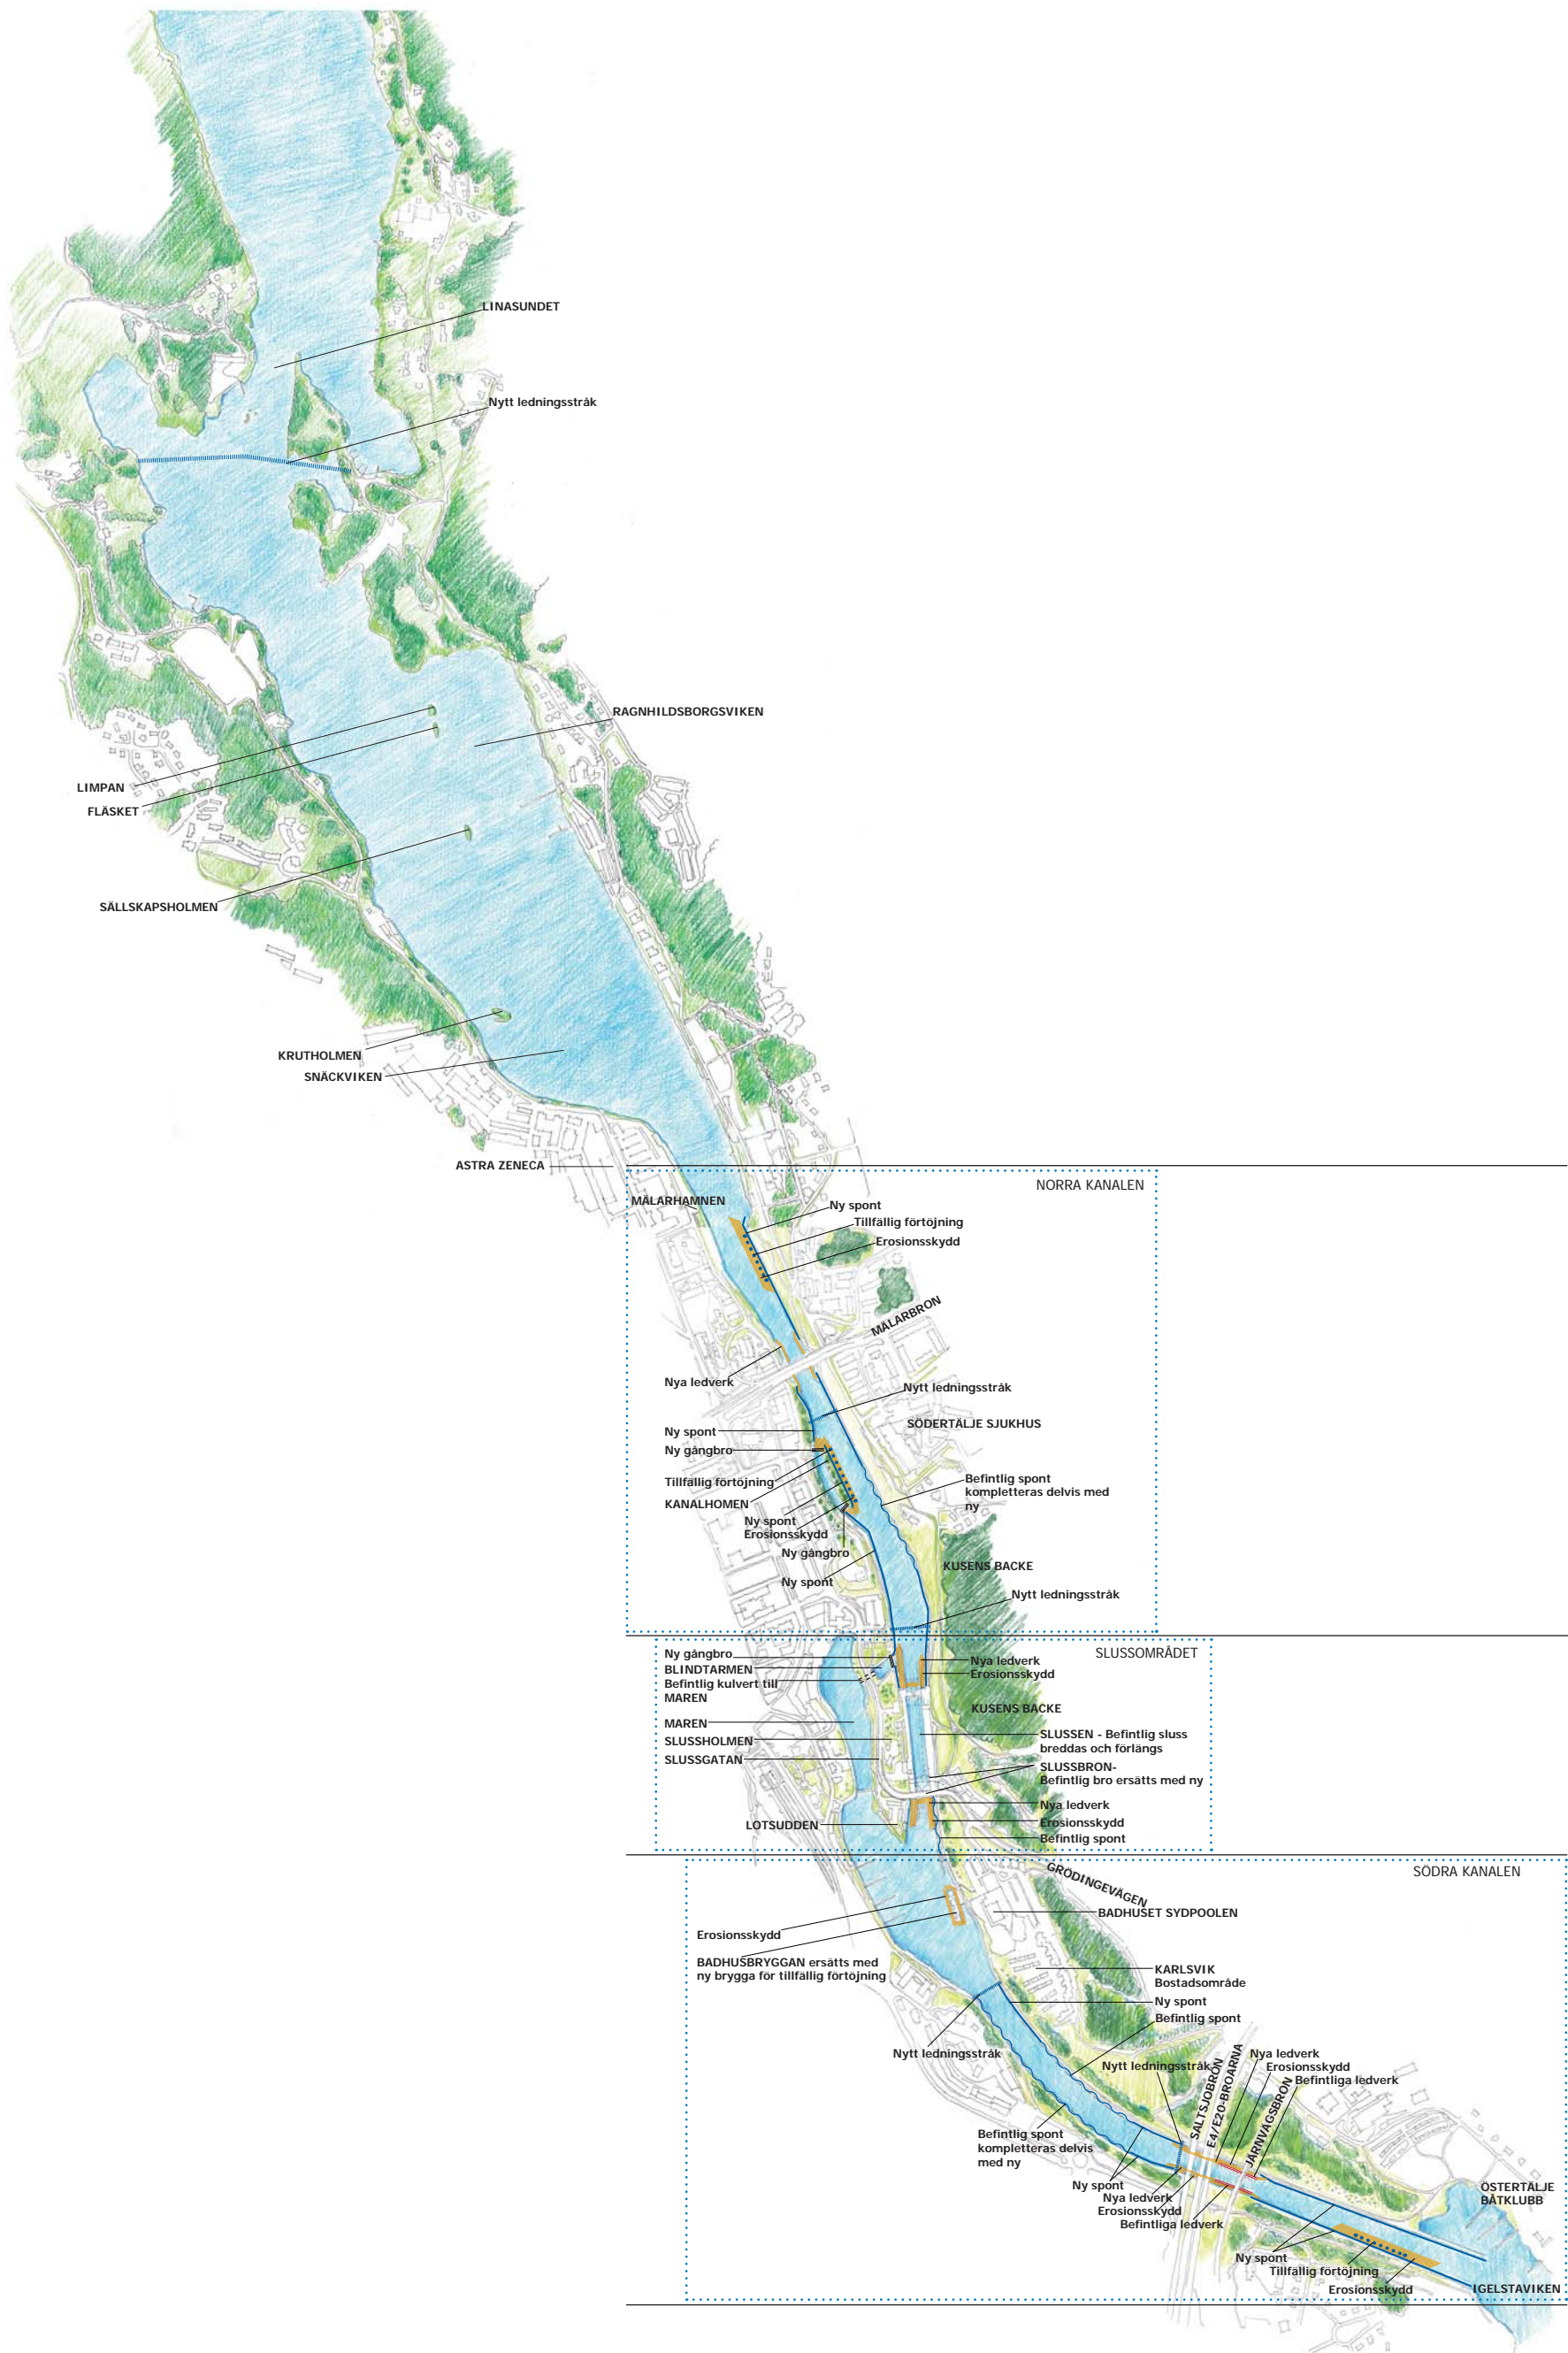 LINASUNDET
Nytt ledningsstråk
RAGNHILDSBORGSVIKEN
LIMPAN
FLÄSKET
SÄLLSKAPSHOLMEN
KRUTHOLMEN
SNÄCKVIKEN
ASTRA ZENECA
NORRA KANALEN
MÄLARHAMNEN
Ny spont
Tillfällig förtöjning
Erosionsskydd
MÄLARBRON
Nya ledverk
Nytt ledningsstråk
SÖDERTÄLJE SJUKHUS
Ny spont
Ny gångbro
Tillfällig förtöjning
KANALHOMEN
Befintlig spont
kompletteras delvis med
ny
Ny spont
Erosionsskydd
Ny gångbro
KUSENS BACKE
Ny spont
Nytt ledningsstråk
SLUSSOMRÅDET
Ny gångbro
BLINDTARMEN
Befintlig kulvert till
MAREN
Nya ledverk
Erosionsskydd
KUSENS BACKE
MAREN
SLUSSHOLMEN
SLUSSGATAN
SLUSSEN - Befintlig sluss
breddas och förlängs
SLUSSBRON-
Befintlig bro ersätts med ny
Nya ledverk
Erosionsskydd
Befintlig spont
LOTSUDDEN
SÖDRA KANALEN
GRÖDINGEVÄGEN
BADHUSET SYDPOOLEN
Erosionsskydd
BADHUSBRYGGAN ersätts med
ny brygga för tillfällig förtöjning
KARLSVIK
Bostadsområde
Ny spont
Befintlig spont
Nytt ledningsstråk
Nytt ledningsstråk
SALTSJOBRON
E4/E20-BROARNA
JÄRNVÄGSBRON
Nya ledverk
Erosionsskydd
Befintliga ledverk
Befintlig spont
kompletteras delvis
med ny
Ny spont
Nya ledverk
Erosionsskydd
Befintliga ledverk
ÖSTERTÄLJE
BÅTKLUBB
Ny spont
Tillfällig förtöjning
Erosionsskydd
IGELSTAVIKEN